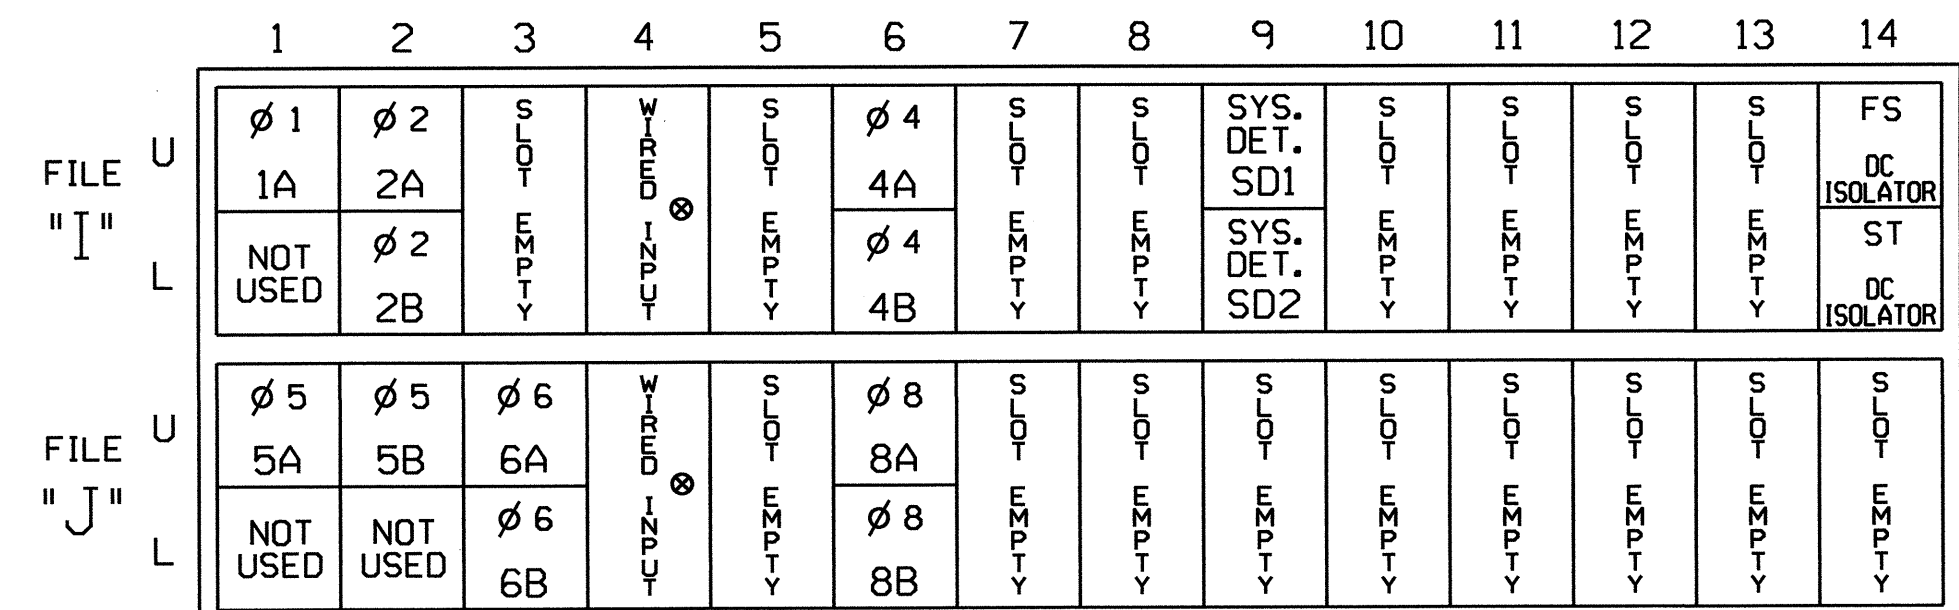 1 2 3 4 5 6 7 8 9 10 11 12 13 14
FILE "I"
U
L
Ø 1 1A
NOT USED
Ø 2 2A
Ø 2 2B
SLOT EMPTY
WIRED INPUT
SLOT EMPTY
Ø 4 4A
Ø 4 4B
SLOT EMPTY
SLOT EMPTY
SYS. DET. SD1
SYS. DET. SD2
SLOT EMPTY
SLOT EMPTY
SLOT EMPTY
SLOT EMPTY
FS DC ISOLATOR
ST DC ISOLATOR
FILE "J"
U
L
Ø 5 5A
NOT USED
Ø 5 5B
NOT USED
Ø 6 6A
Ø 6 6B
WIRED INPUT
SLOT EMPTY
Ø 8 8A
Ø 8 8B
SLOT EMPTY
SLOT EMPTY
SLOT EMPTY
SLOT EMPTY
SLOT EMPTY
SLOT EMPTY
SLOT EMPTY
SLOT EMPTY